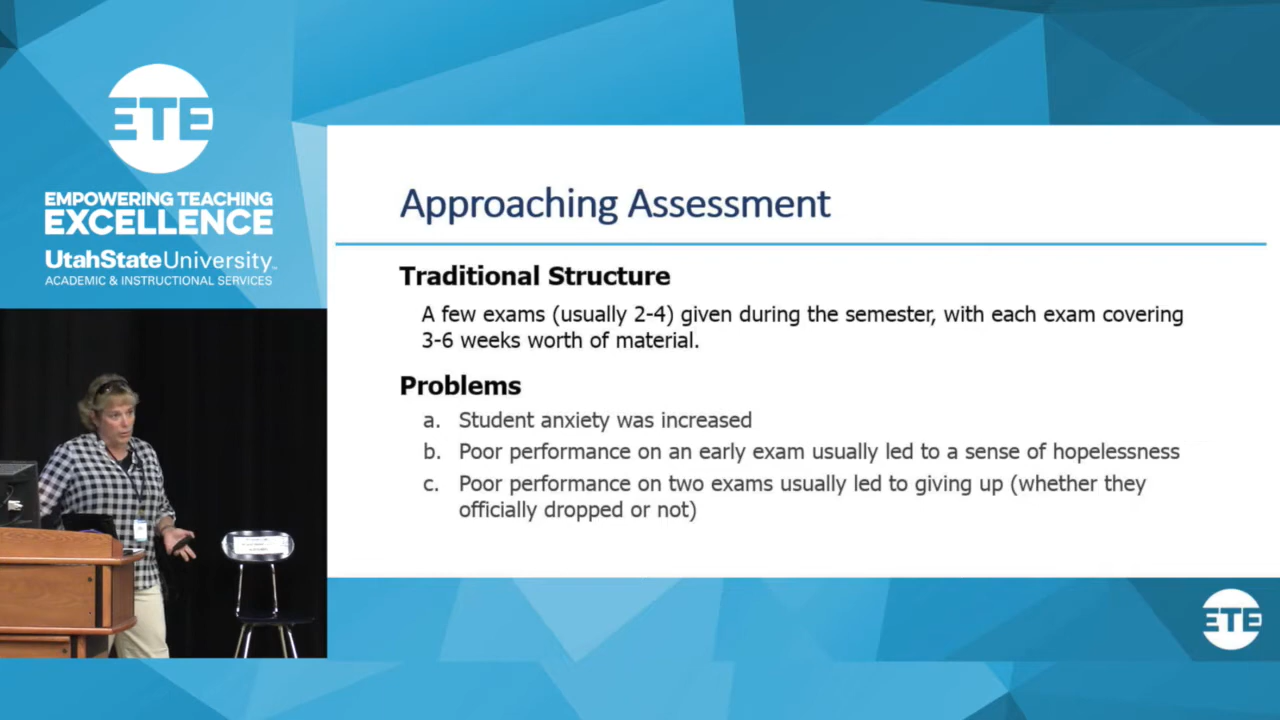 ETE
EMPOWERING TEACHING
EXCELLENCE
UtahStateUniversity
ACADEMIC & INSTRUCTIONAL SERVICES
Approaching Assessment
Traditional Structure
A few exams (usually 2-4) given during the semester, with each exam covering
3-6 weeks worth of material.
Problems
a. Student anxiety was increased
b. Poor performance on an early exam usually led to a sense of hopelessness
c. Poor performance on two exams usually led to giving up (whether they
officially dropped or not)
ETE